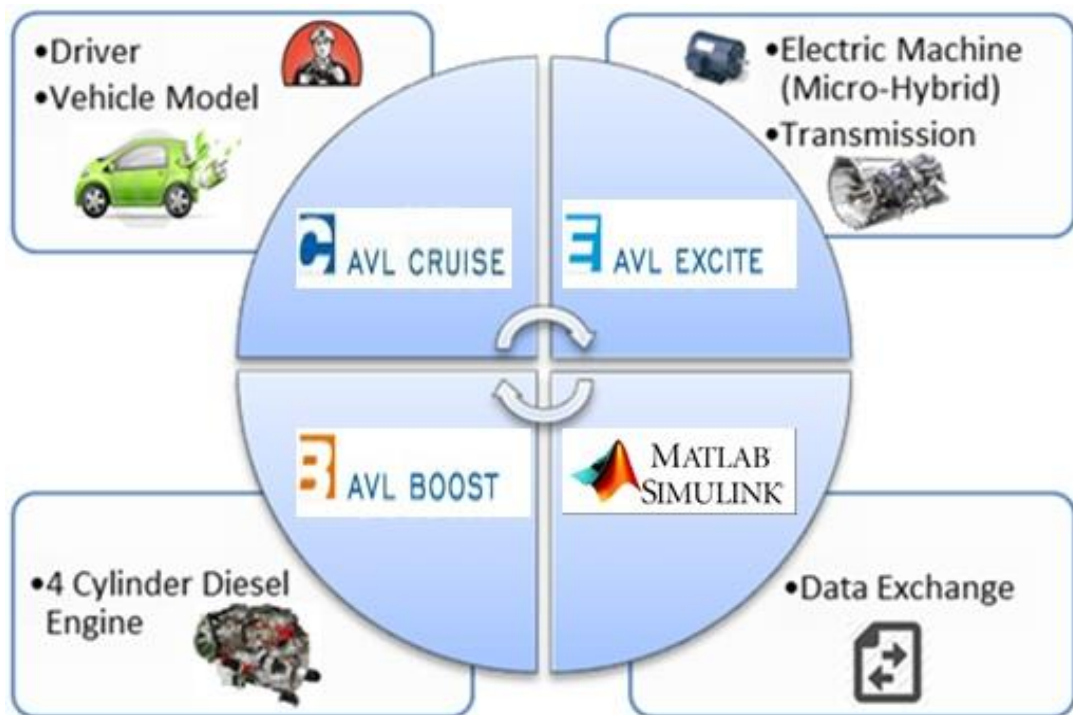 •Driver
•Vehicle Model
•Electric Machine
(Micro-Hybrid)
•Transmission
C AVL CRUISE
E AVL EXCITE
B AVL BOOST
MATLAB
SIMULINK
•4 Cylinder Diesel
Engine
•Data Exchange